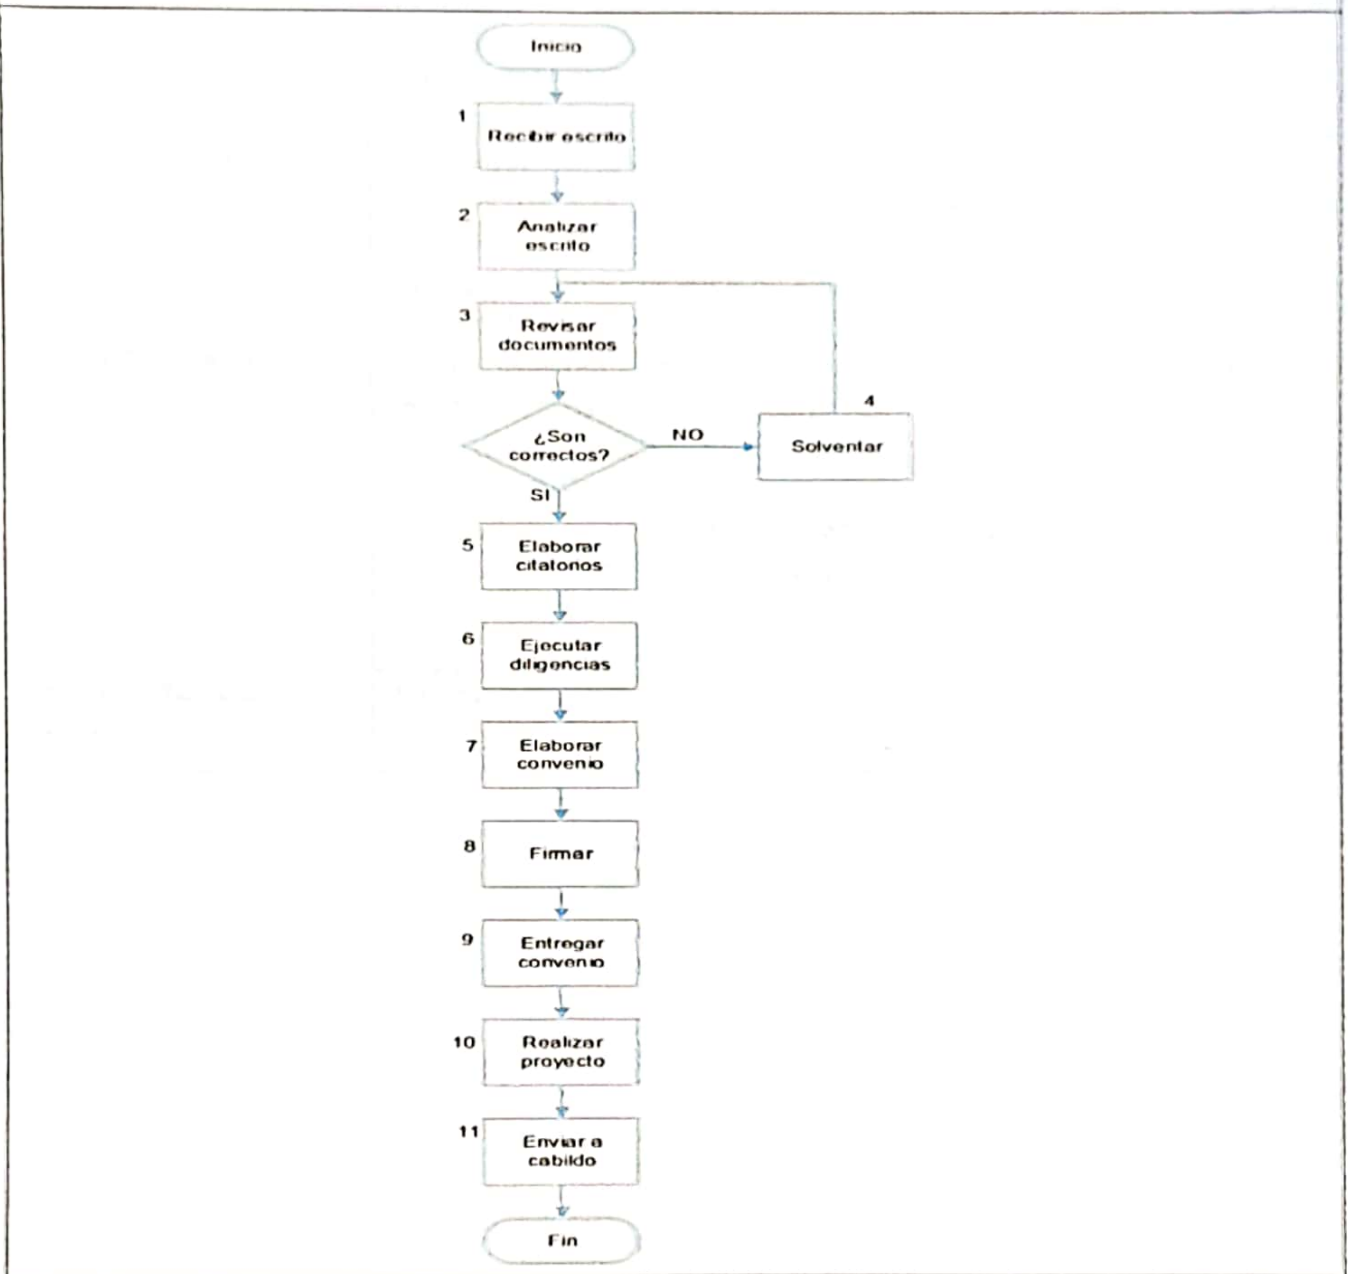 Inicio
1
Recibir escrito
2
Analizar
escrito
3
Revisar
documentos
4
¿Son
correctos?
NO
Solventar
SI
5
Elaborar
citatorios
6
Ejecutar
diligencias
7
Elaborar
convenio
8
Firmar
9
Entregar
convenio
10
Realizar
proyecto
11
Enviar a
cabildo
Fin